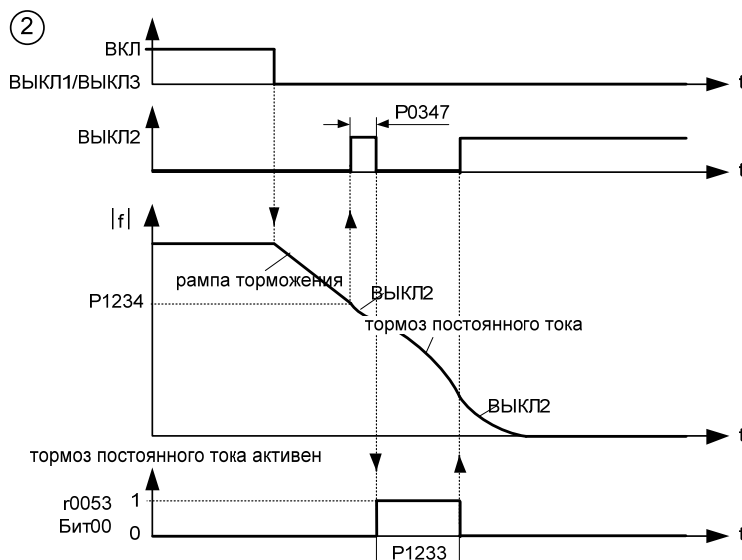 2
ВКЛ
ВЫКЛ1/ВЫКЛ3
t
P0347
ВЫКЛ2
t
|f|
рампа торможения
P1234
ВЫКЛ2
тормоз постоянного тока
ВЫКЛ2
t
тормоз постоянного тока активен
r0053
Бит00
1
0
t
P1233